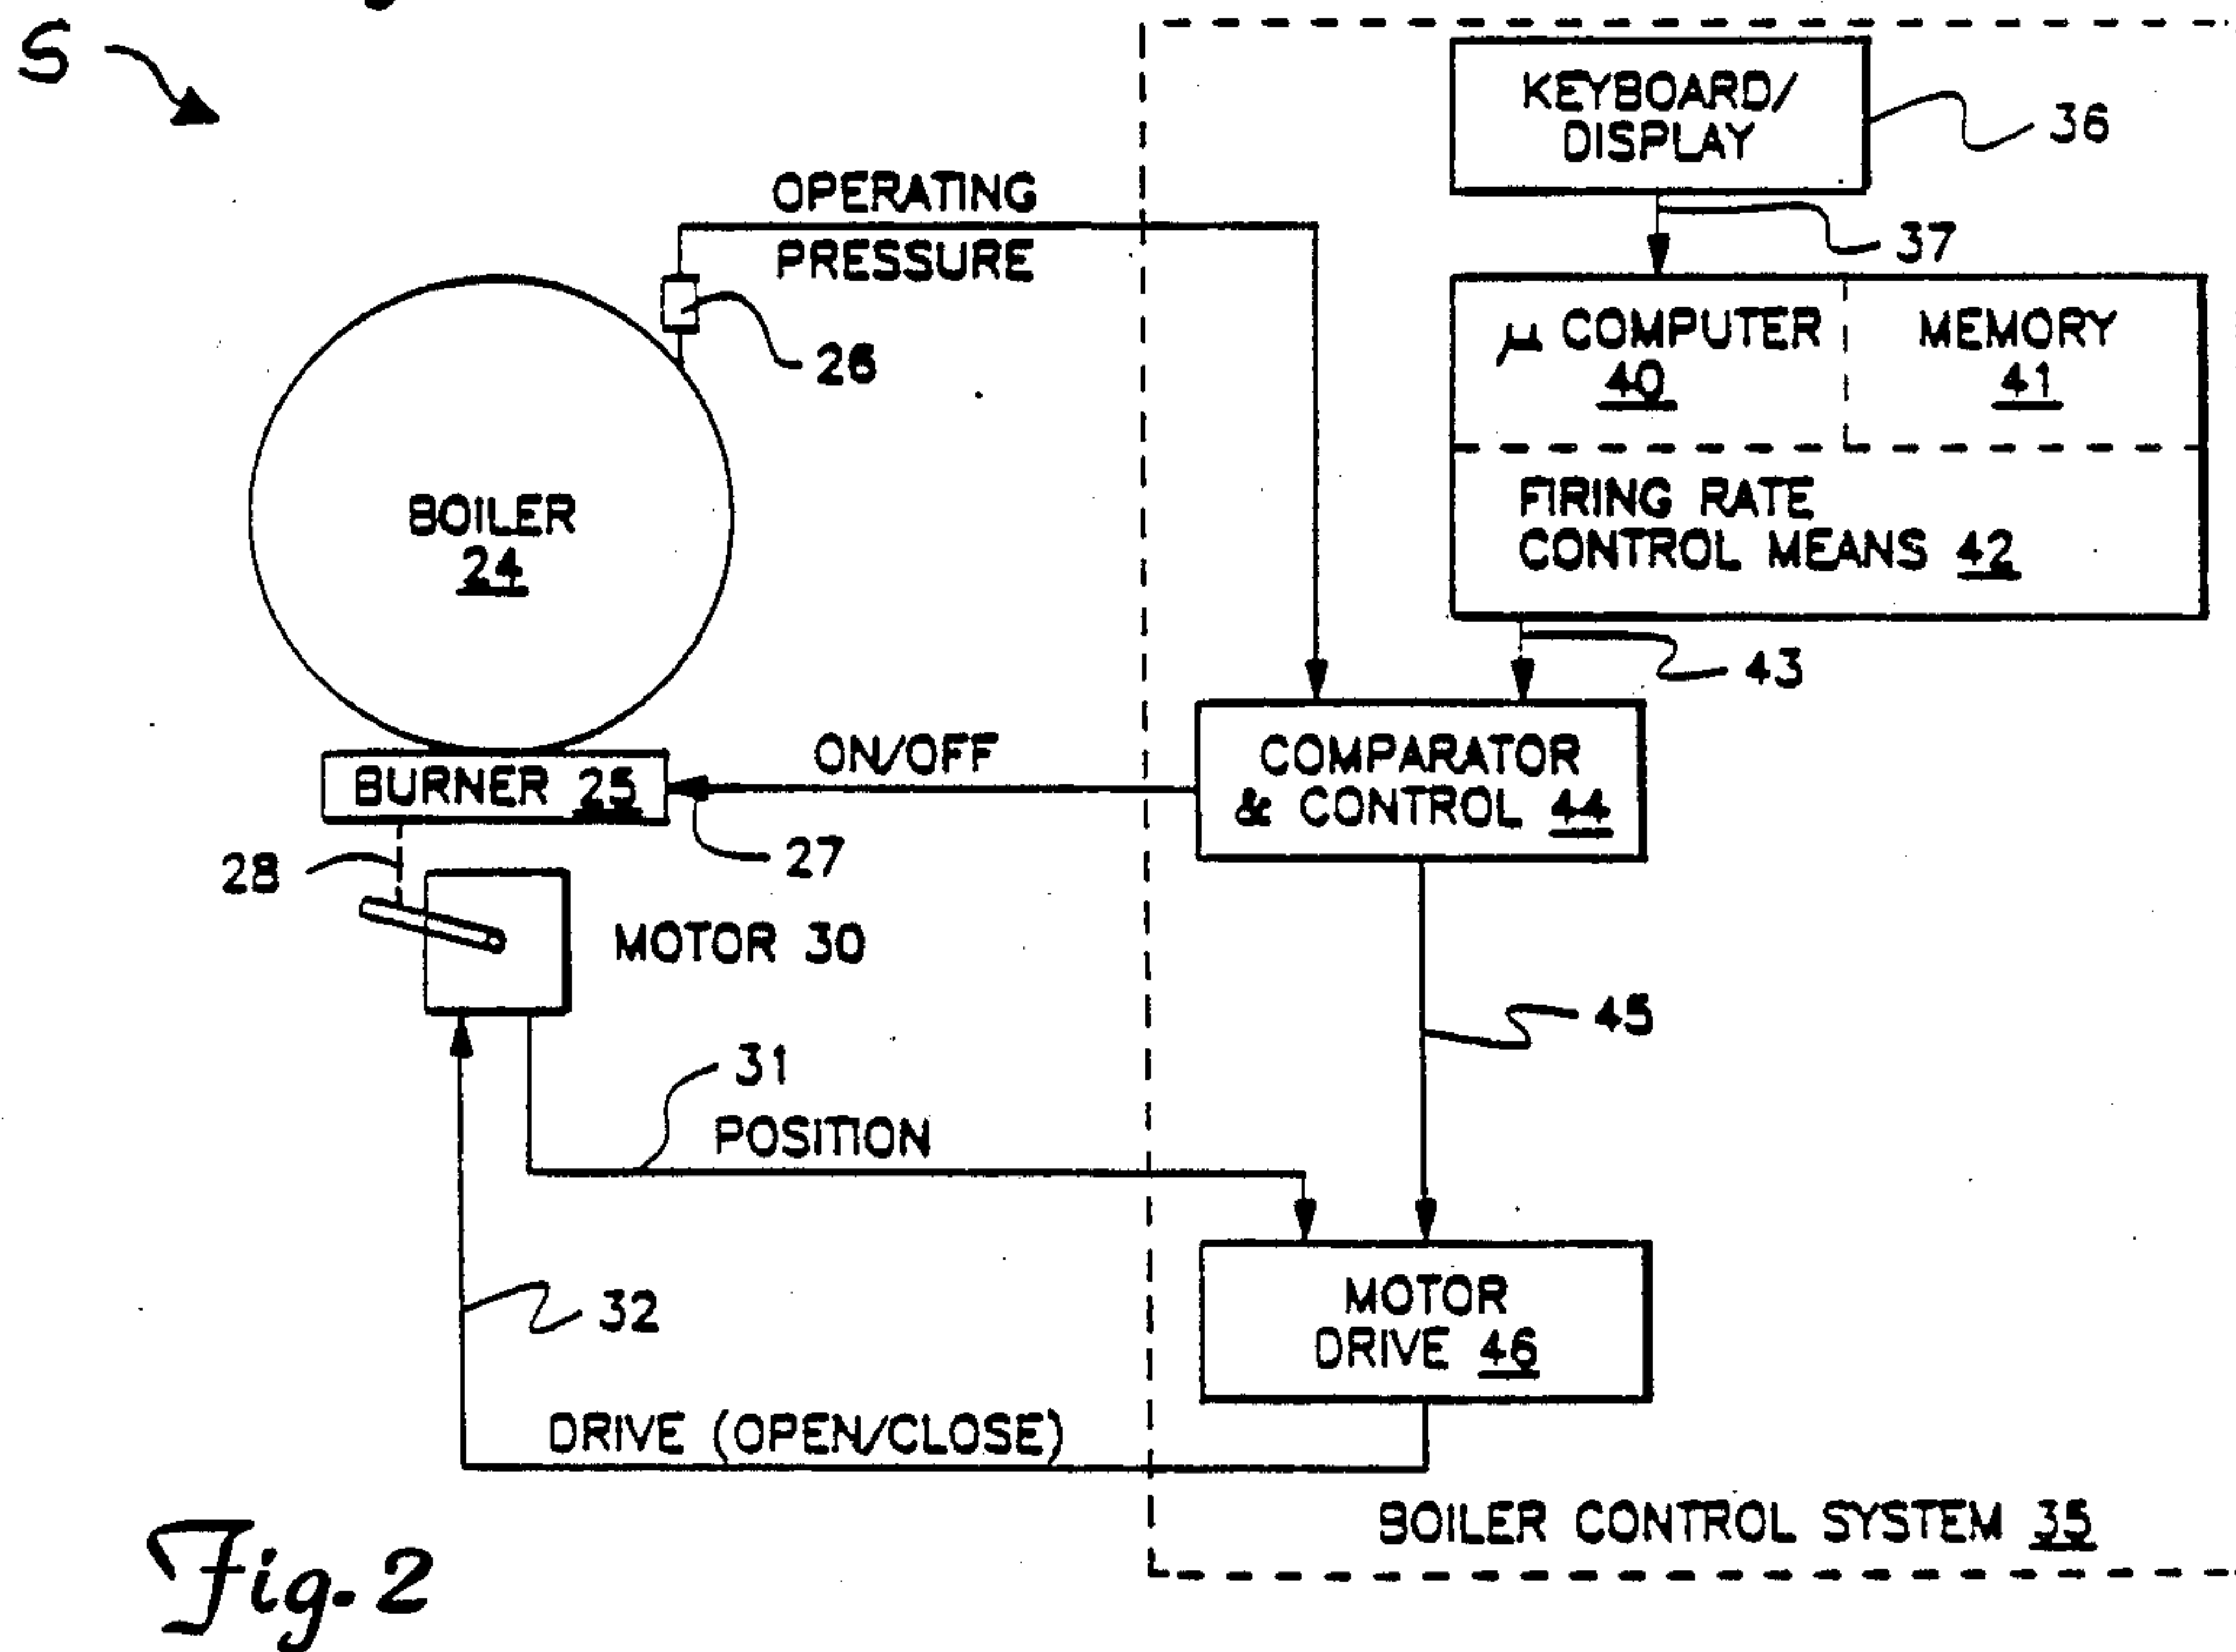 S
KEYBOARD/
DISPLAY
36
37
OPERATING
PRESSURE
26
μ COMPUTER
40
MEMORY
41
FIRING RATE
CONTROL MEANS 42
43
BOILER
24
BURNER 25
ON/OFF
27
COMPARATOR
& CONTROL 44
28
MOTOR 30
45
31
POSITION
32
MOTOR
DRIVE 46
DRIVE (OPEN/CLOSE)
BOILER CONTROL SYSTEM 35
Fig. 2